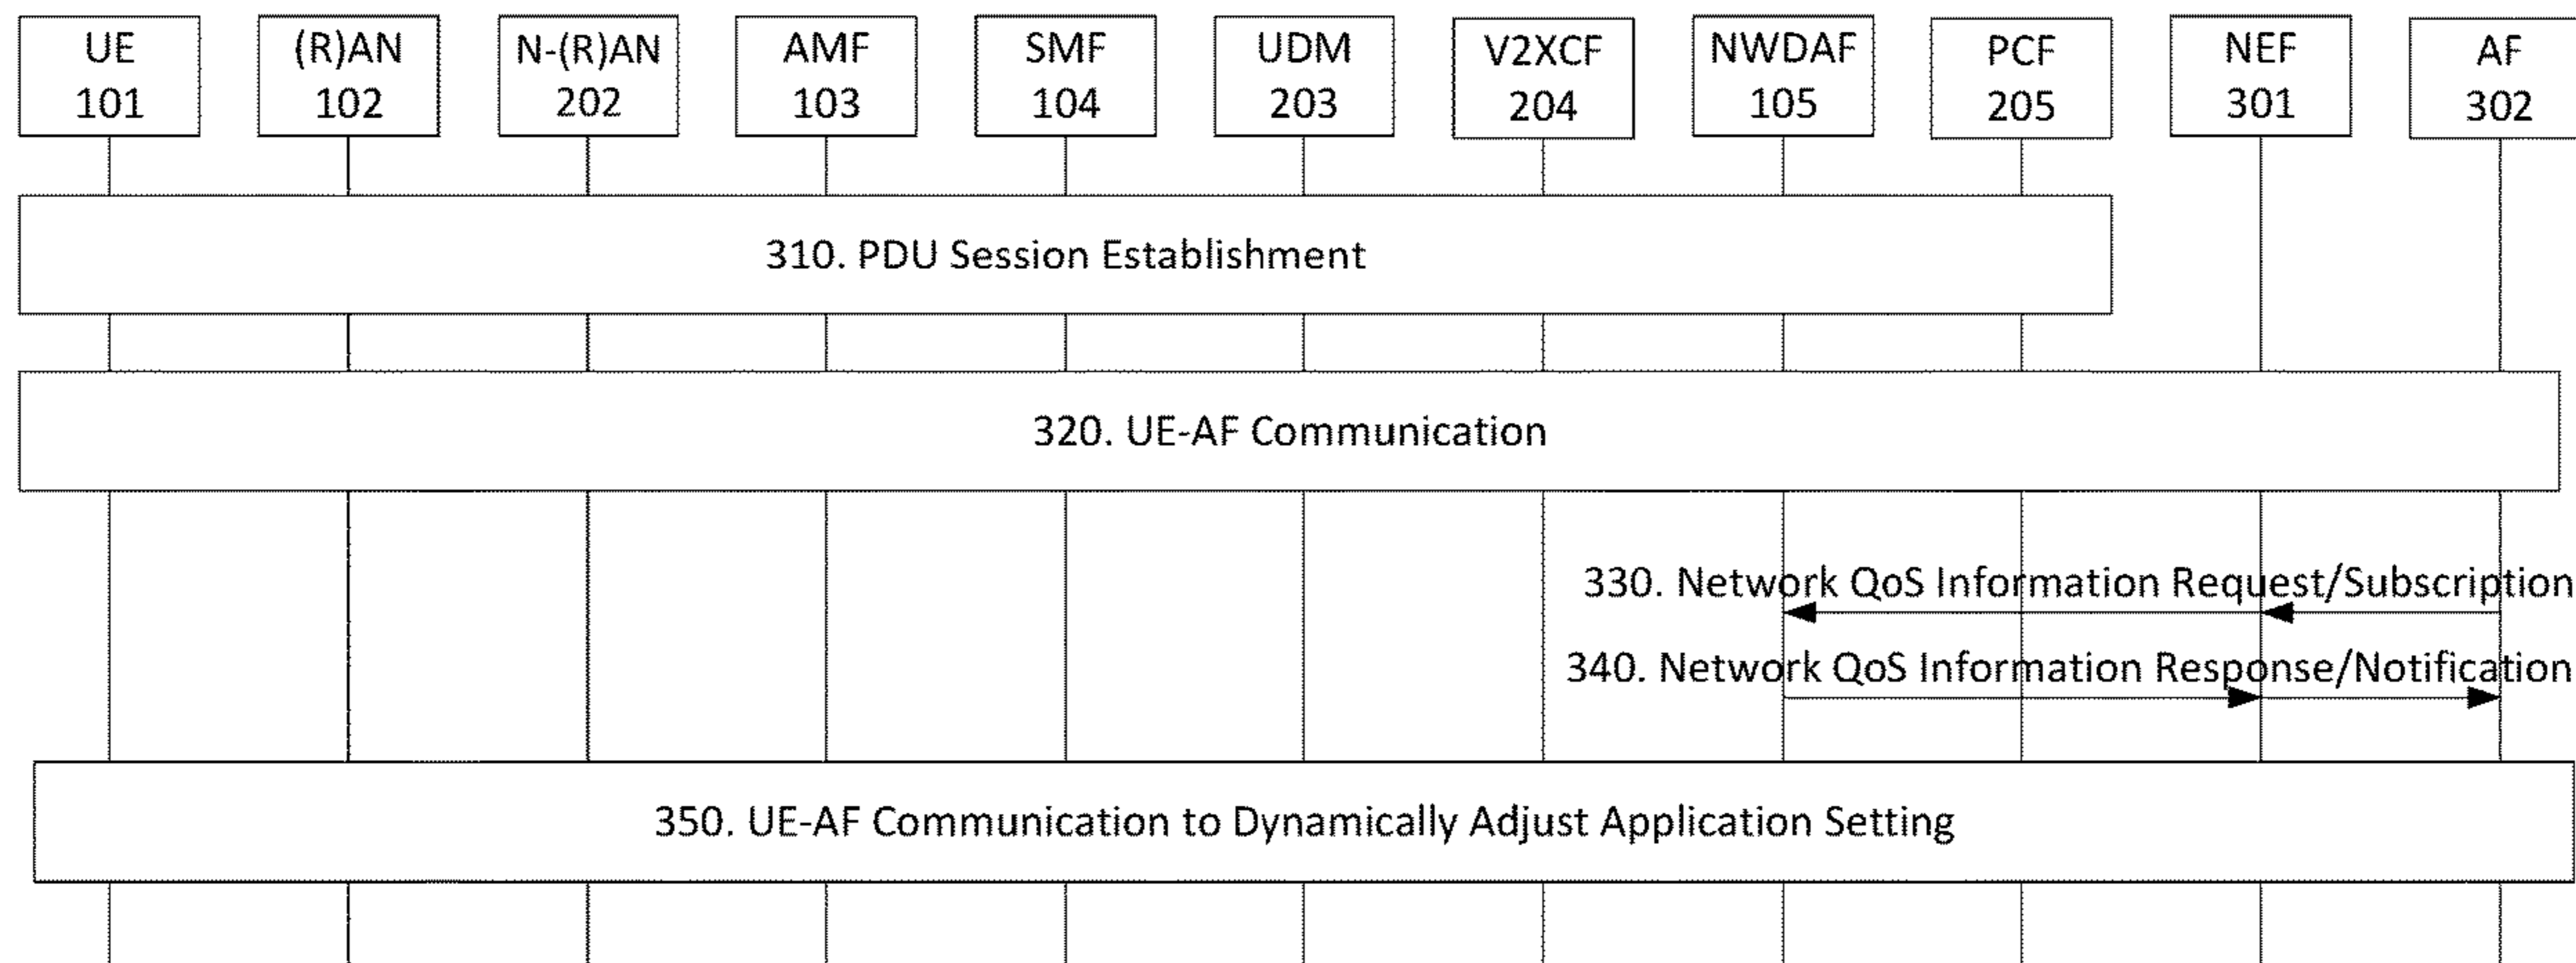 UE
101
(R)AN
102
N-(R)AN
202
AMF
103
SMF
104
UDM
203
V2XCF
204
NWDAF
105
PCF
205
NEF
301
AF
302
310. PDU Session Establishment
320. UE-AF Communication
330. Network QoS Information Request/Subscription
340. Network QoS Information Response/Notification
350. UE-AF Communication to Dynamically Adjust Application Setting